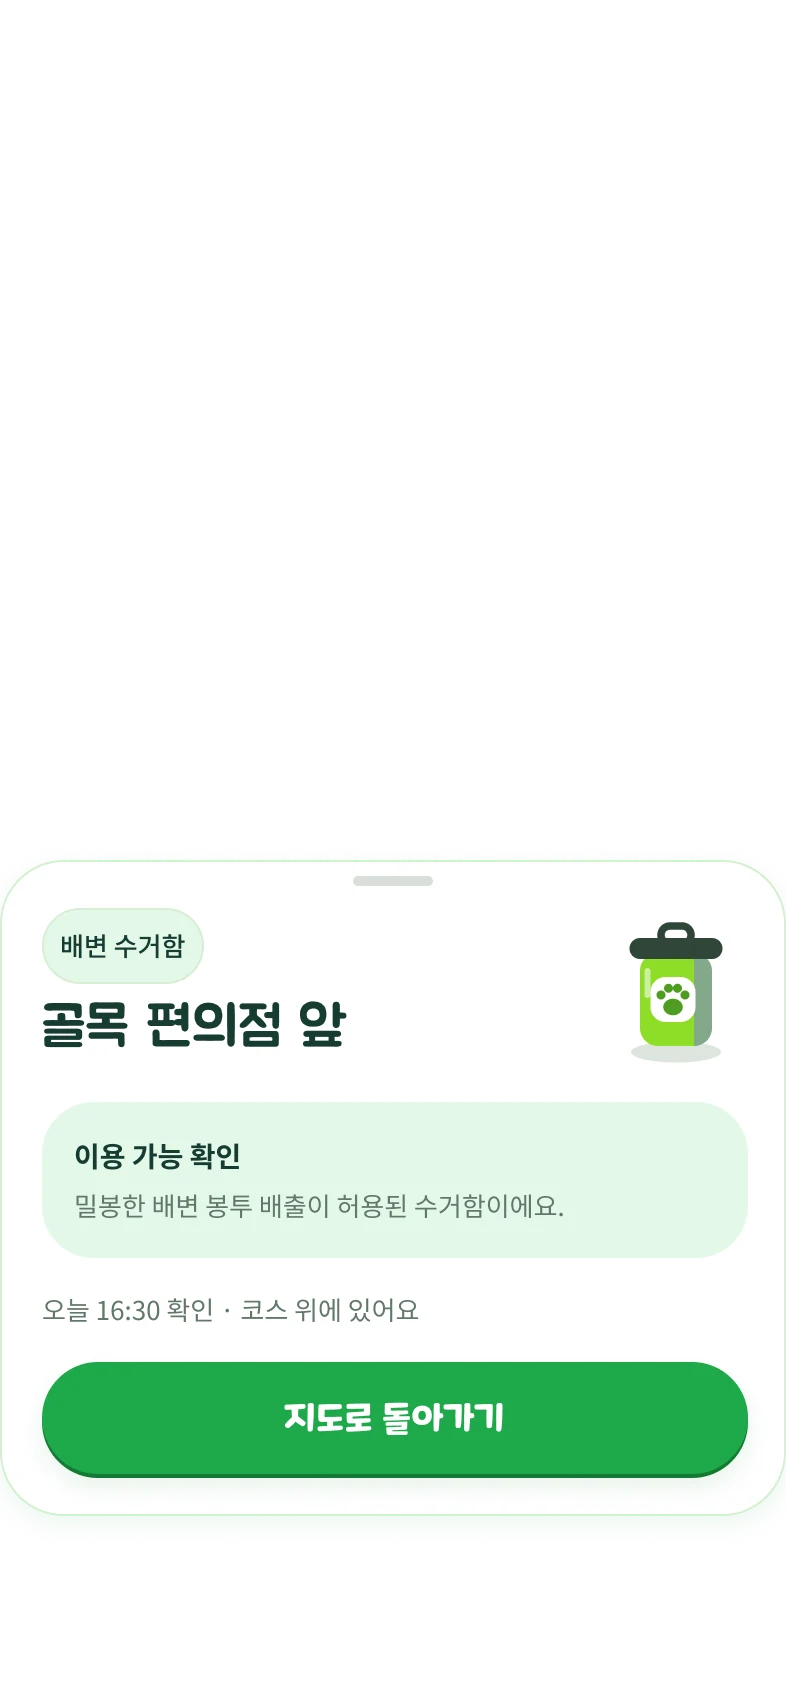 배변 수거함
골목 편의점 앞
이용 가능 확인
밀봉한 배변 봉투 배출이 허용된 수거함이에요.
오늘 16:30 확인 · 코스 위에 있어요
지도로 돌아가기